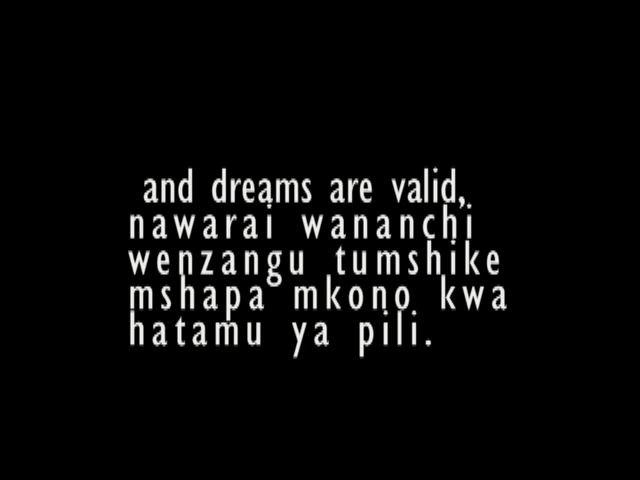 and dreams are valid,
nawarai wananchi
wenzangu tumshike
mshapa mkono kwa
hatamu ya pili.